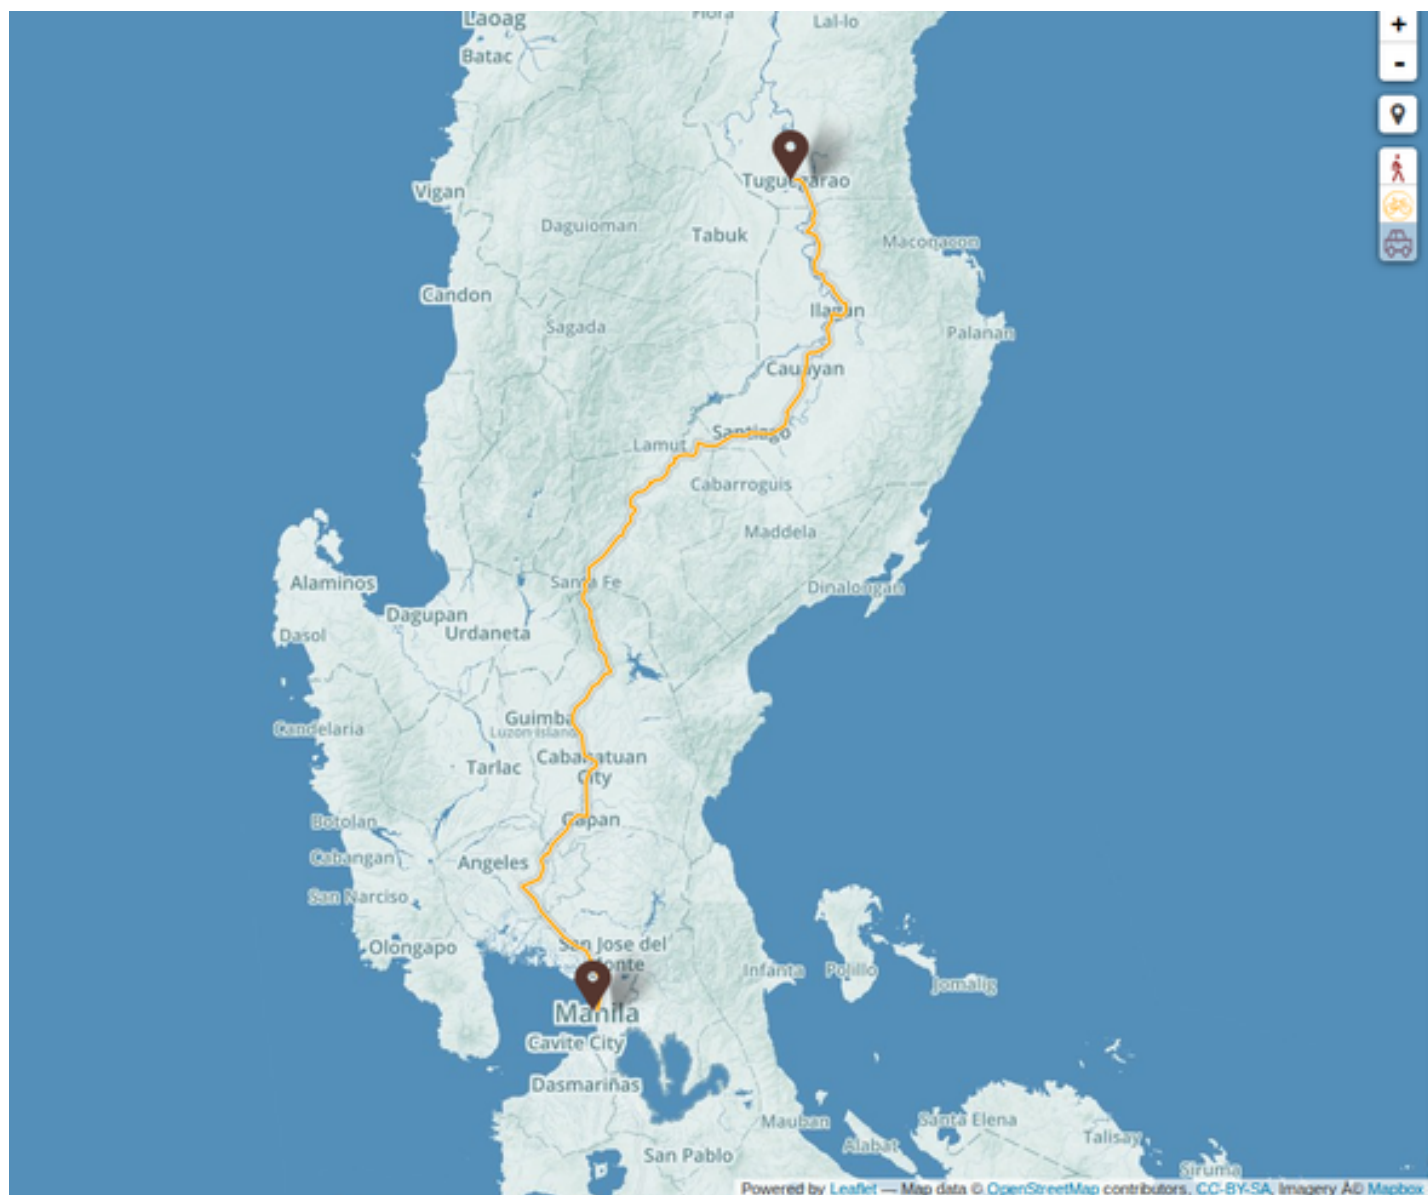 Laoag
Flora
Lal-lo
+
Batac
-
Tuguegarao
Vigan
Daguioman
Tabuk
Maconacon
Candon
Ilagan
Sagada
Palanan
Cauayan
Santiago
Lamut
Cabarroguis
Maddela
Alaminos
Santa Fe
Dinalongan
Dagupan
Dasol
Urdaneta
Guimba
Candelaria
Luzon Island
Cabanatuan
City
Tarlac
Botolan
Gapan
Cabangan
Angeles
San Narciso
Olongapo
San Jose del
Monte
Infanta
Polillo
Jomalig
Manila
Cavite City
Dasmariñas
Mauban
Santa Elena
Alabat
Talisay
San Pablo
Siruma
Powered by Leaflet — Map data © OpenStreetMap contributors, CC-BY-SA, Imagery Â© Mapbox